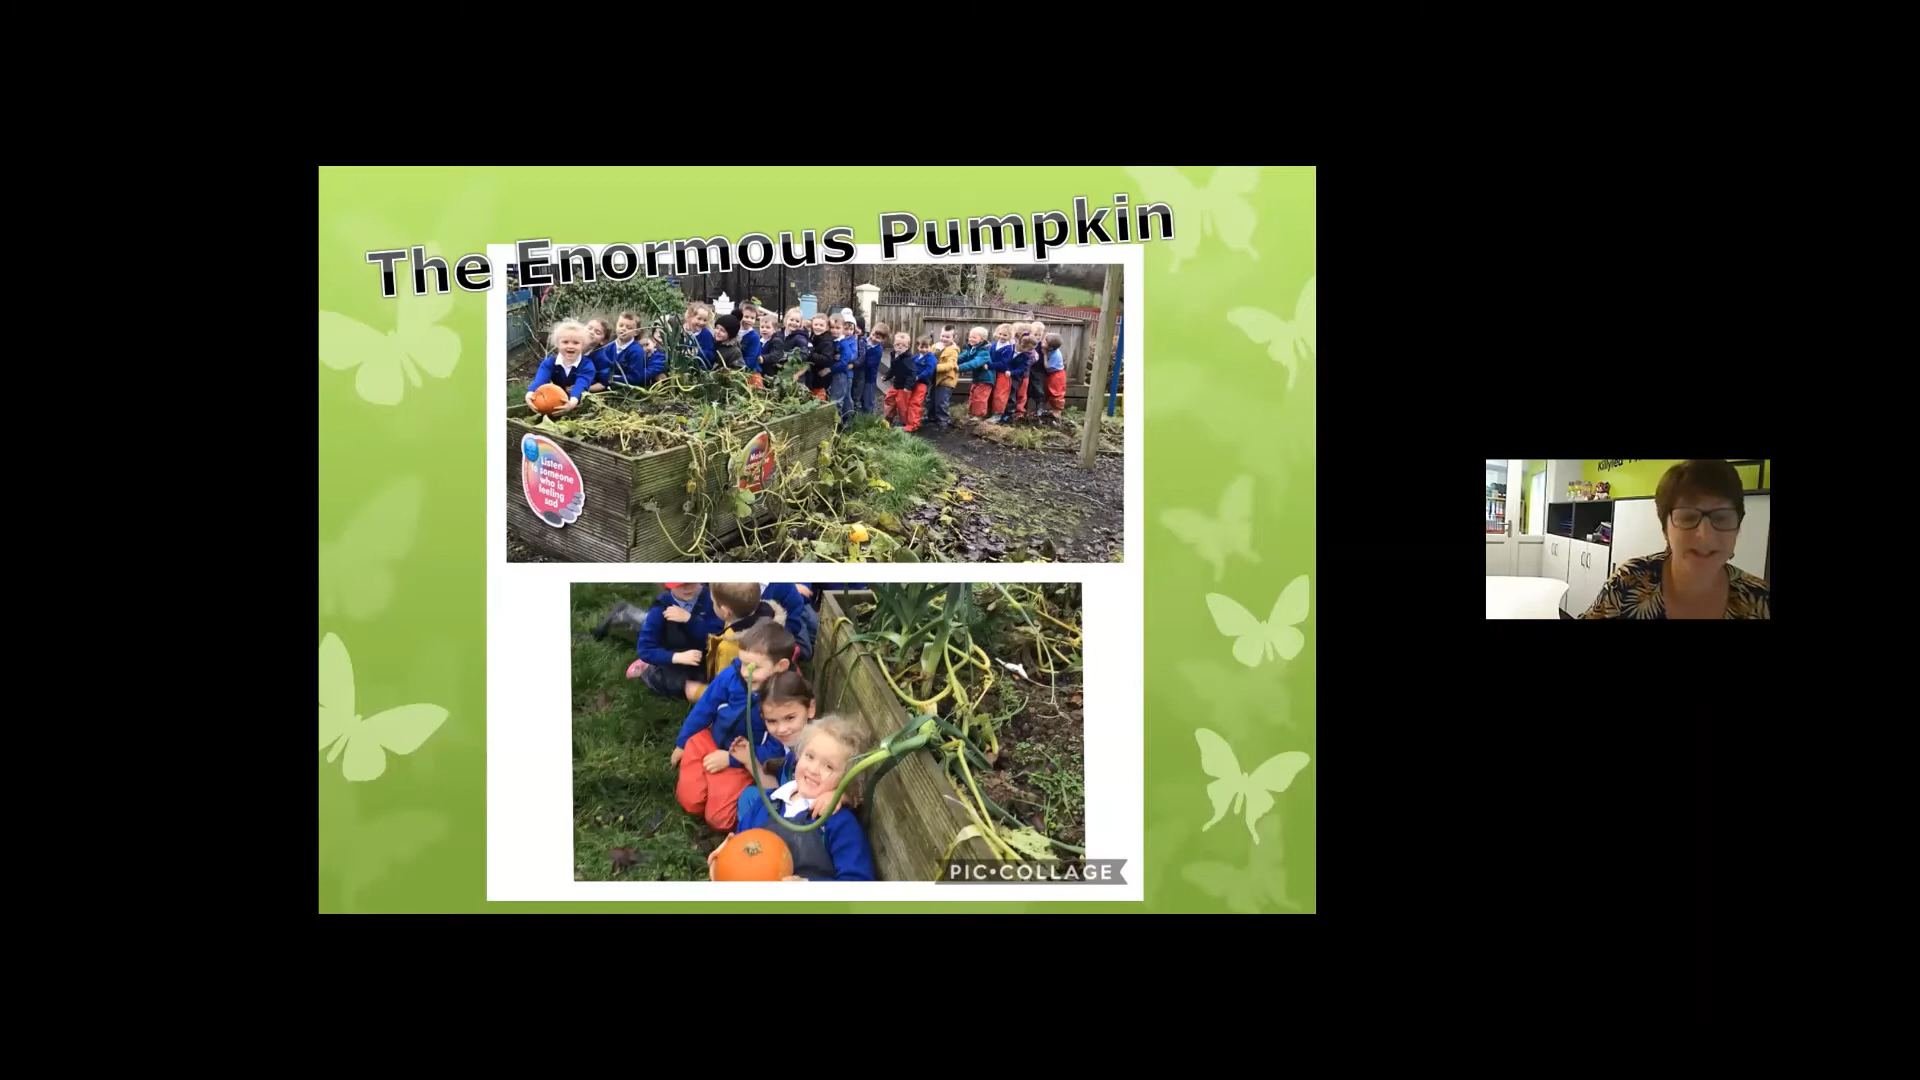 The Enormous Pumpkin
Listen
to someone
who is
feeling
sad
PIC•COLLAGE